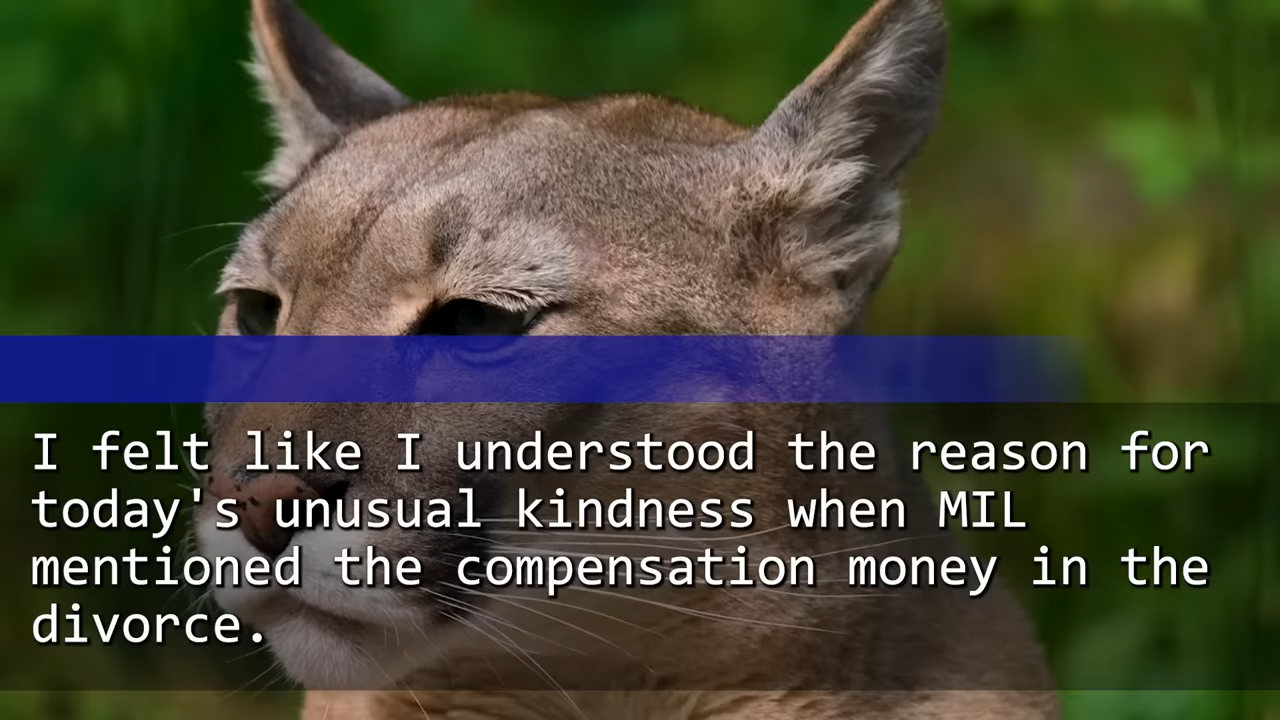 I felt like I understood the reason for
today's unusual kindness when MIL
mentioned the compensation money in the
divorce.